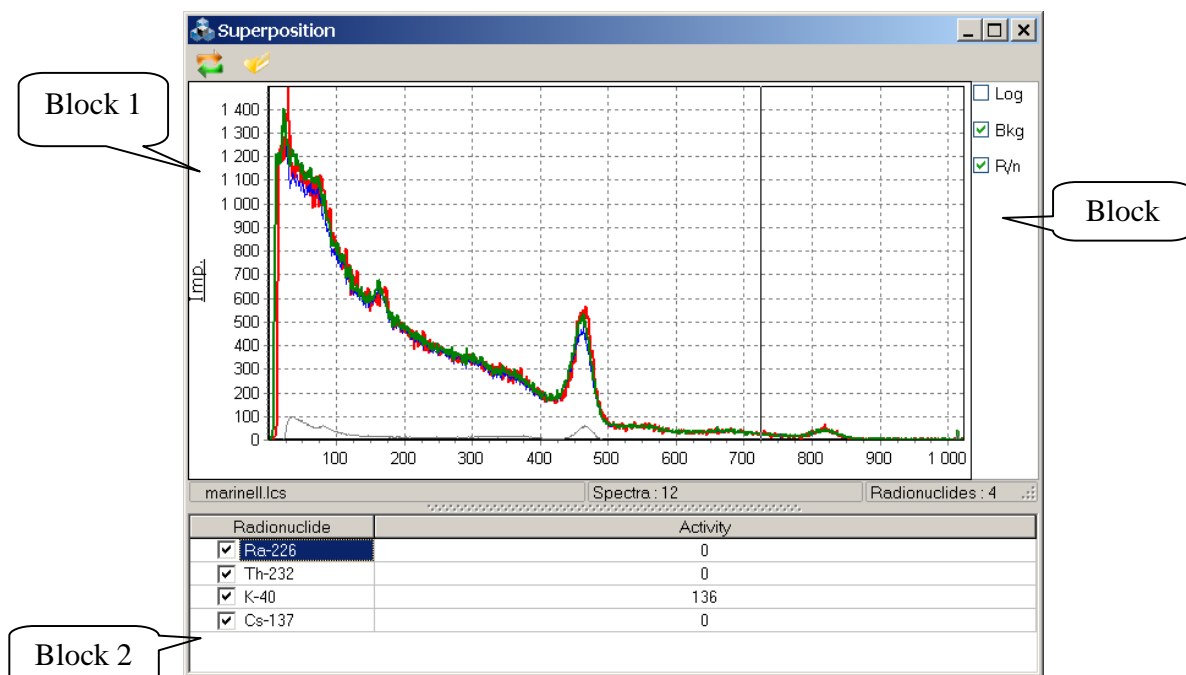 Superposition
Block 1
Block
Block 2
Log
Bkg
R/n
Imp.
1 400
1 300
1 200
1 100
1 000
900
800
700
600
500
400
300
200
100
0
100 200 300 400 500 600 700 800 900 1 000
marinell.lcs Spectra : 12 Radionuclides : 4
Radionuclide Activity
Ra-226 0
Th-232 0
K-40 136
Cs-137 0